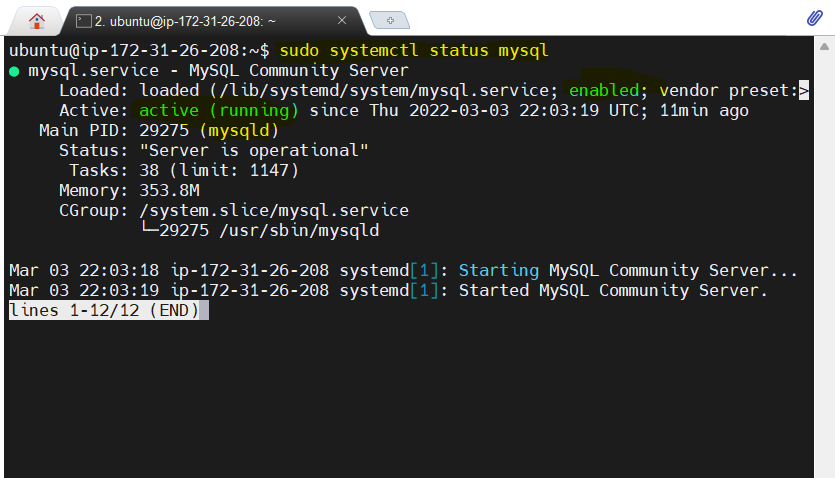 2. ubuntu@ip-172-31-26-208: ~
ubuntu@ip-172-31-26-208:~$ sudo systemctl status mysql
● mysql.service - MySQL Community Server
     Loaded: loaded (/lib/systemd/system/mysql.service; enabled; vendor preset:>
     Active: active (running) since Thu 2022-03-03 22:03:19 UTC; 11min ago
   Main PID: 29275 (mysqld)
     Status: "Server is operational"
      Tasks: 38 (limit: 1147)
     Memory: 353.8M
     CGroup: /system.slice/mysql.service
             └─29275 /usr/sbin/mysqld
Mar 03 22:03:18 ip-172-31-26-208 systemd[1]: Starting MySQL Community Server...
Mar 03 22:03:19 ip-172-31-26-208 systemd[1]: Started MySQL Community Server.
lines 1-12/12 (END)